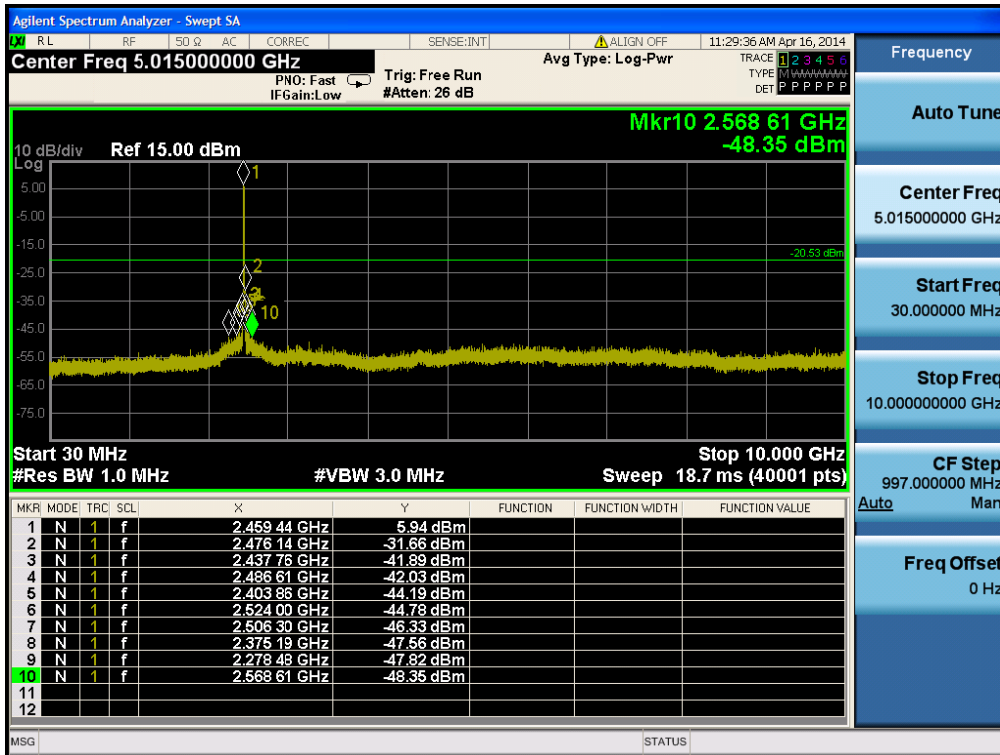 Agilent Spectrum Analyzer - Swept SA
LXI RL RF 50 Ω AC CORREC SENSE:INT ALIGN OFF 11:29:36 AM Apr 16, 2014
Center Freq 5.015000000 GHz
PNO: Fast
IFGain:Low
Trig: Free Run
#Atten: 26 dB
Avg Type: Log-Pwr
TRACE 1 2 3 4 5 6
TYPE M
DET P P P P P P
Mkr10 2.568 61 GHz
-48.35 dBm
10 dB/div Ref 15.00 dBm
Log
5.00
-5.00
-15.0
-25.0
-35.0
-45.0
-55.0
-65.0
-75.0
1
2
10
-20.53 dBm
Start 30 MHz Stop 10.000 GHz
#Res BW 1.0 MHz #VBW 3.0 MHz Sweep 18.7 ms (40001 pts)
MKR MODE TRC SCL X Y FUNCTION FUNCTION WIDTH FUNCTION VALUE
1 N 1 f 2.459 44 GHz 5.94 dBm
2 N 1 f 2.476 14 GHz -31.66 dBm
3 N 1 f 2.437 76 GHz -41.89 dBm
4 N 1 f 2.486 61 GHz -42.03 dBm
5 N 1 f 2.403 86 GHz -44.19 dBm
6 N 1 f 2.524 00 GHz -44.78 dBm
7 N 1 f 2.506 30 GHz -46.33 dBm
8 N 1 f 2.375 19 GHz -47.56 dBm
9 N 1 f 2.278 48 GHz -47.82 dBm
10 N 1 f 2.568 61 GHz -48.35 dBm
11
12
MSG STATUS
Frequency
Auto Tune
Center Freq
5.015000000 GHz
Start Freq
30.000000 MHz
Stop Freq
10.000000000 GHz
CF Step
997.000000 MHz
Auto Man
Freq Offset
0 Hz